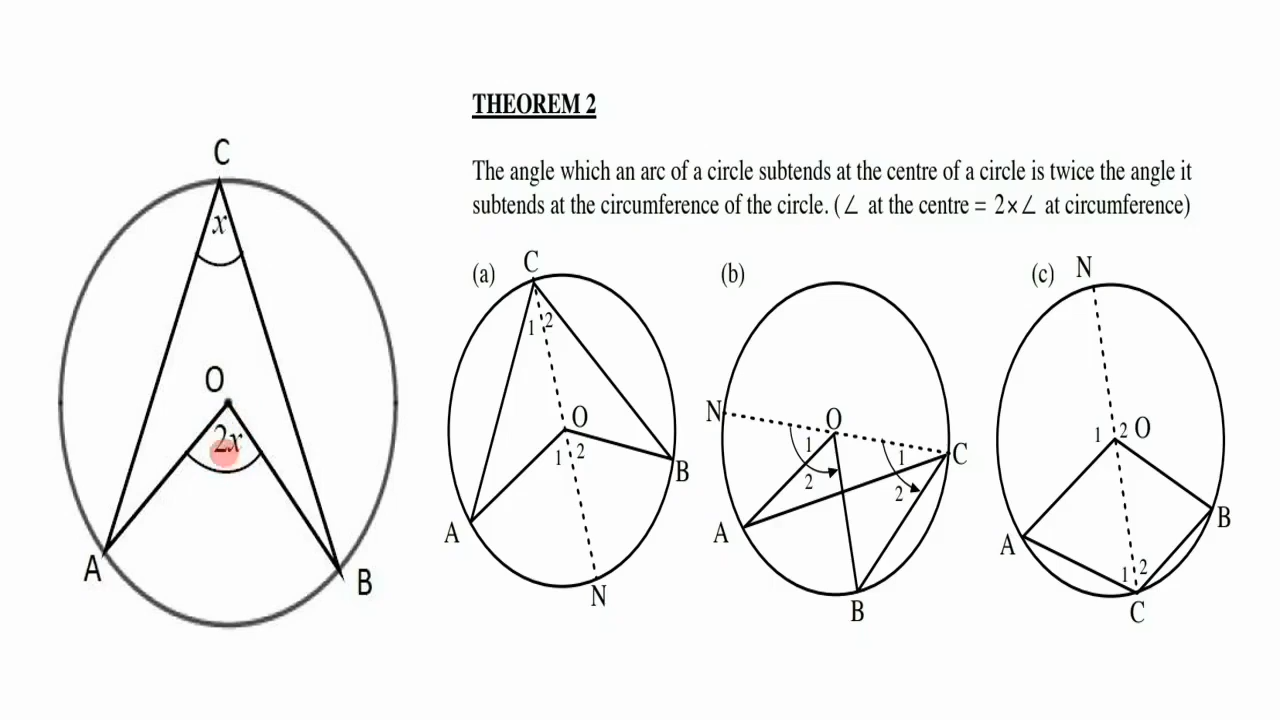 THEOREM 2
The angle which an arc of a circle subtends at the centre of a circle is twice the angle it
subtends at the circumference of the circle. (∠ at the centre = 2×∠ at circumference)
C
x
O
2x
A
B
(a)
C
1 2
O
1 2
A
B
N
(b)
N
O
1
2
1
2
C
A
B
(c)
N
1 2 O
A
B
1 2
C